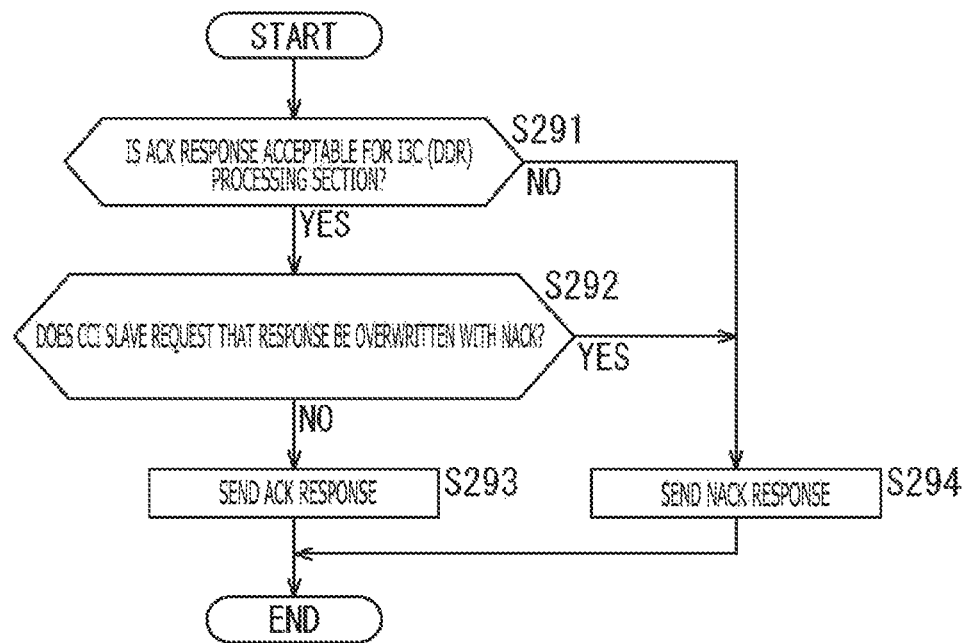 START
S291
IS ACK RESPONSE ACCEPTABLE FOR I3C (DDR)
PROCESSING SECTION?
NO
YES
S292
DOES CCI SLAVE REQUEST THAT RESPONSE BE OVERWRITTEN WITH NACK?
YES
NO
SEND ACK RESPONSE
S293
SEND NACK RESPONSE
S294
END